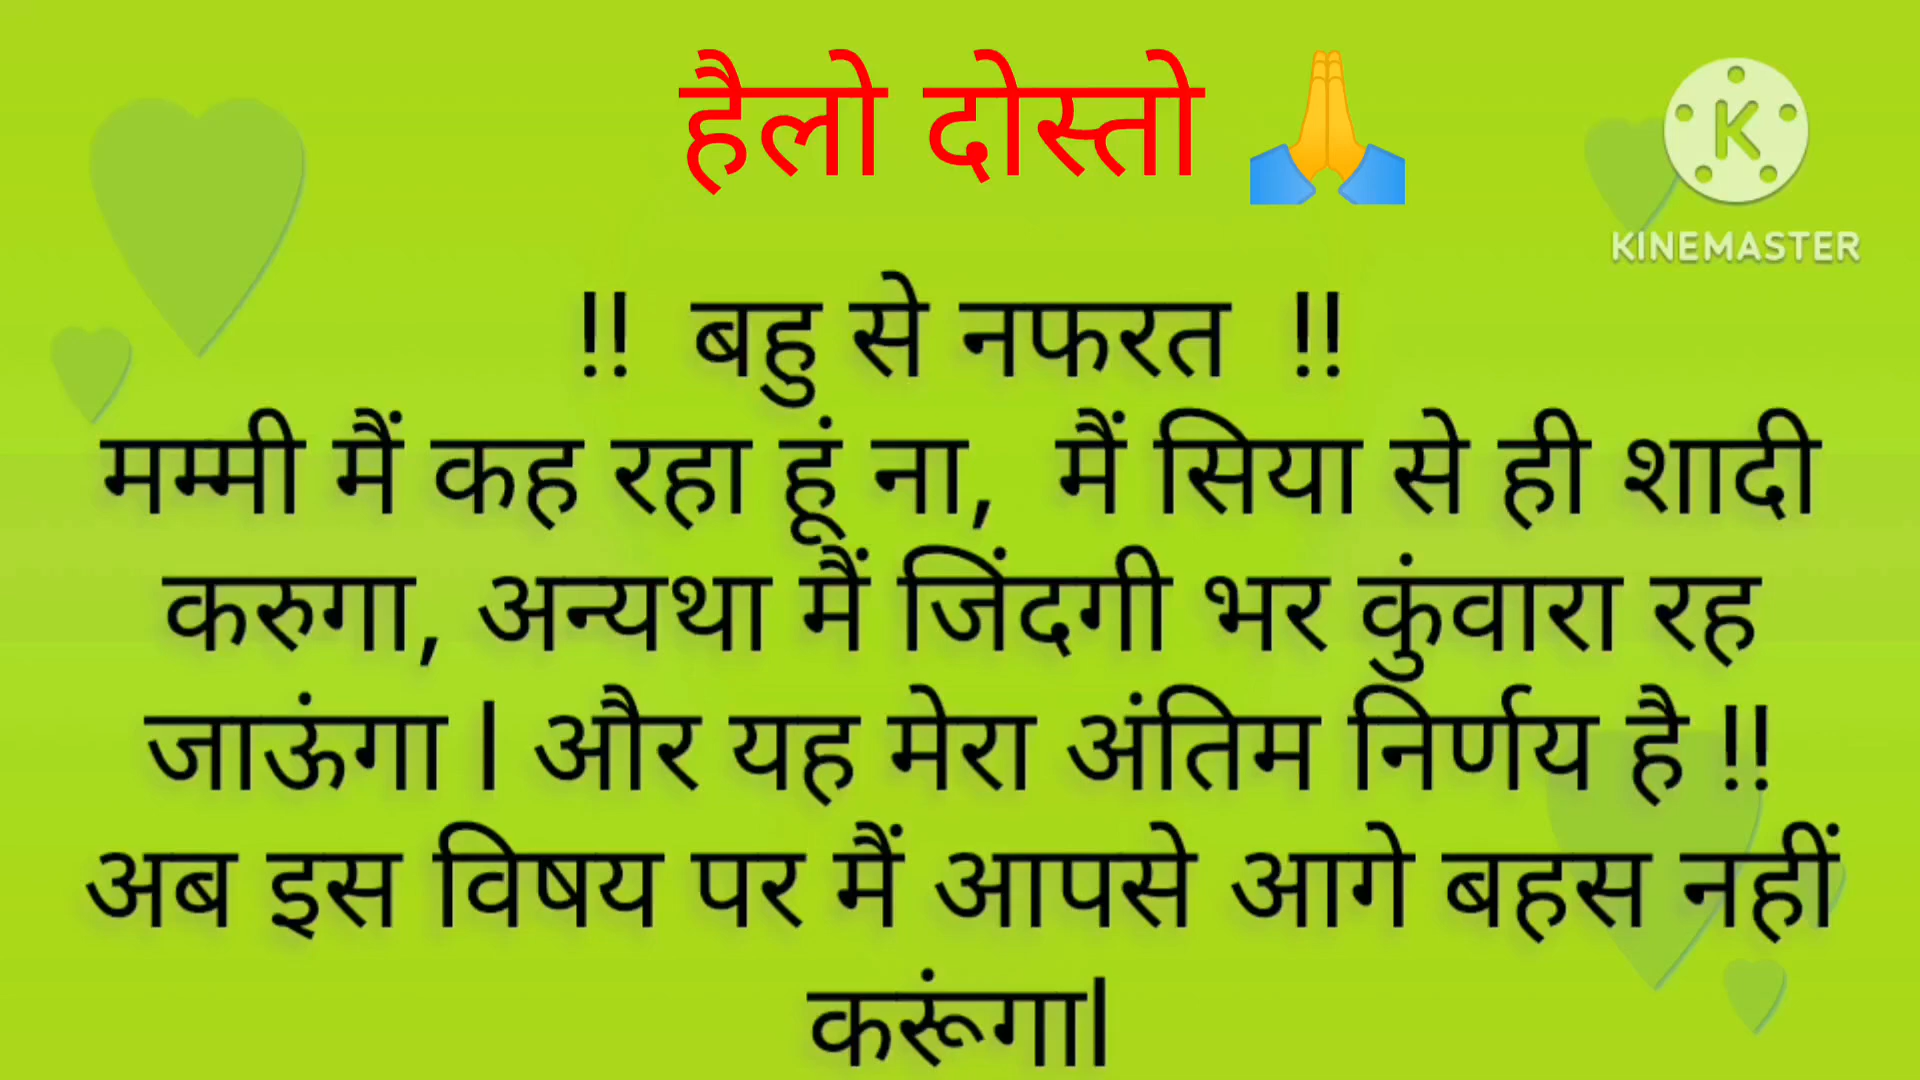 हैलो दोस्तो 🙏
KINEMASTER
!! बहु से नफरत !!
मम्मी मैं कह रहा हूं ना, मैं सिया से ही शादी
करुगा, अन्यथा मैं जिंदगी भर कुंवारा रह
जाऊंगा l और यह मेरा अंतिम निर्णय है !!
अब इस विषय पर मैं आपसे आगे बहस नहीं
करूंगाl